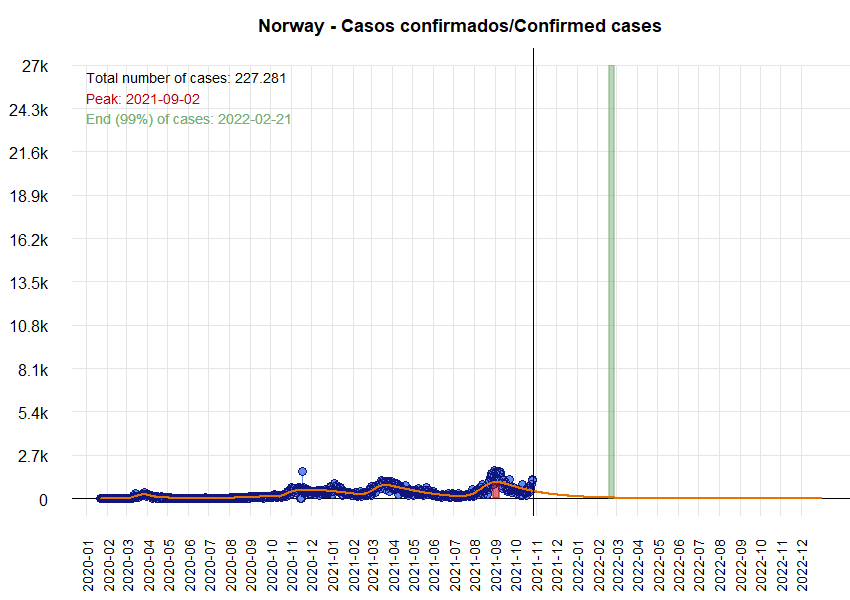 Norway - Casos confirmados/Confirmed cases
27k
24.3k
21.6k
18.9k
16.2k
13.5k
10.8k
8.1k
5.4k
2.7k
0
Total number of cases: 227.281
Peak: 2021-09-02
End (99%) of cases: 2022-02-21
2020-01
2020-02
2020-03
2020-04
2020-05
2020-06
2020-07
2020-08
2020-09
2020-10
2020-11
2020-12
2021-01
2021-02
2021-03
2021-04
2021-05
2021-06
2021-07
2021-08
2021-09
2021-10
2021-11
2021-12
2022-01
2022-02
2022-03
2022-04
2022-05
2022-06
2022-07
2022-08
2022-09
2022-10
2022-11
2022-12